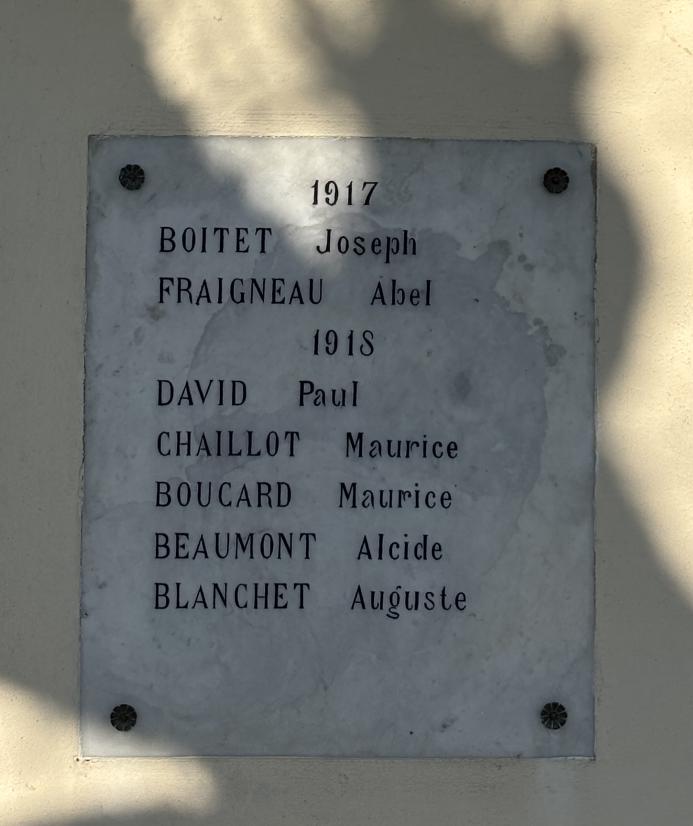 1917
BOITET Joseph
FRAIGNEAU Abel
1918
DAVID Paul
CHAILLOT Maurice
BOUCARD Maurice
BEAUMONT Alcide
BLANCHET Auguste